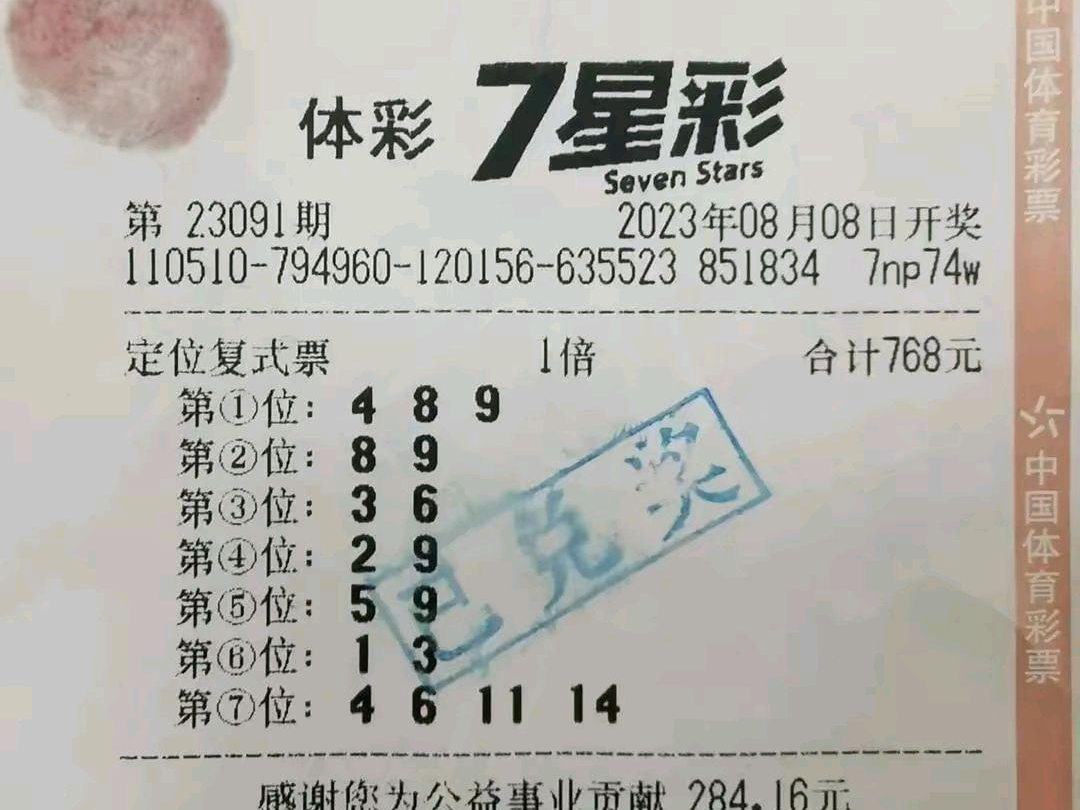 体彩 7星彩
Seven Stars
第 23091期 2023年08月08日开奖
110510-794960-120156-635523 851834 7np74w
定位复式票 1倍 合计768元
第①位: 4 8 9
第②位: 8 9
第③位: 3 6
第④位: 2 9
第⑤位: 5 9
第⑥位: 1 3
第⑦位: 4 6 11 14
已兑奖
感谢您为公益事业贡献 284.16元
中国体育彩票
中国体育彩票